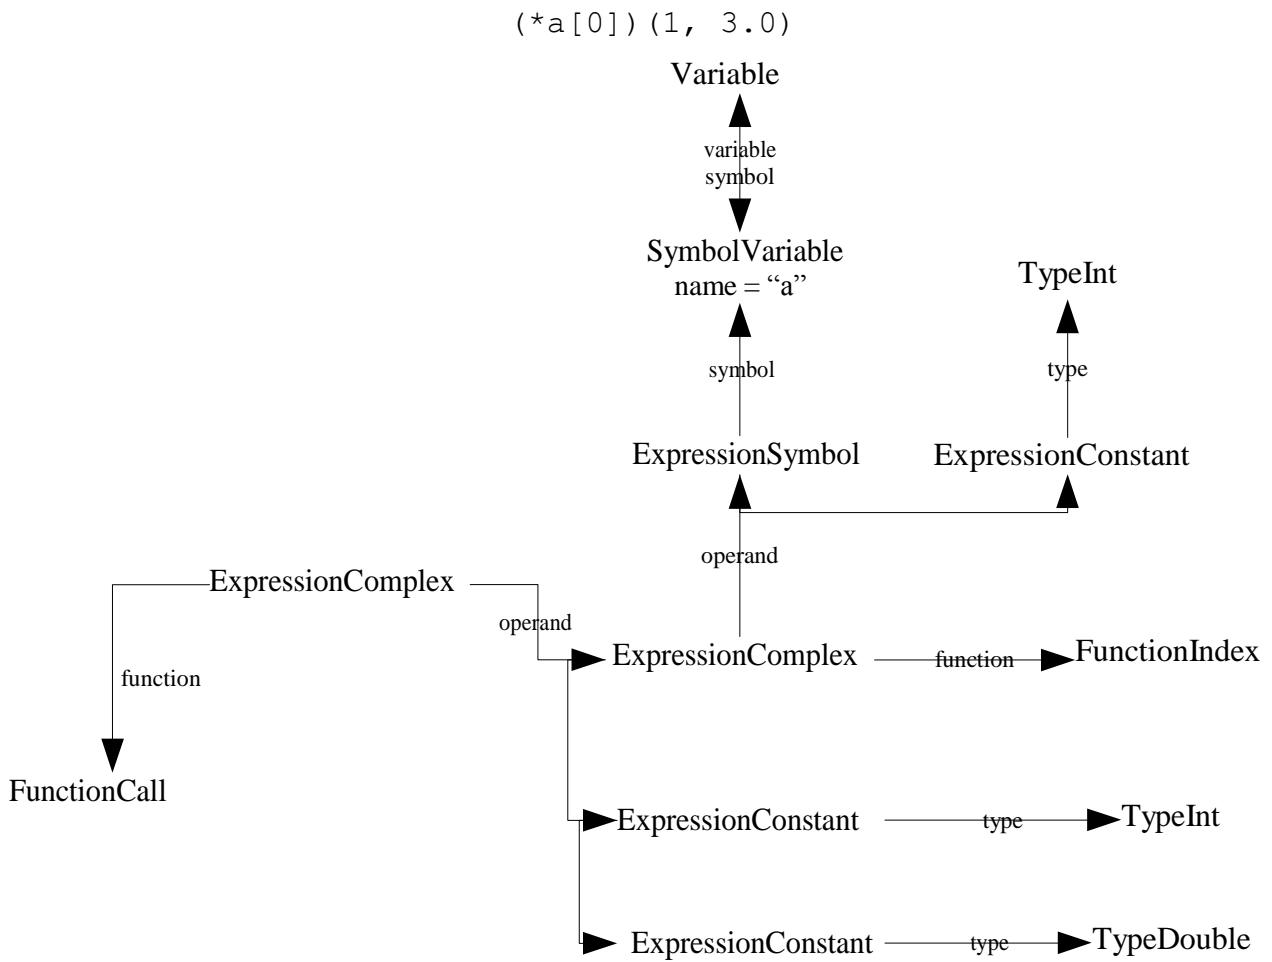 (*a[0])(1, 3.0)
Variable
variable
symbol
SymbolVariable
name = “a”
TypeInt
symbol
type
ExpressionSymbol
ExpressionConstant
operand
ExpressionComplex
operand
ExpressionComplex
function
FunctionIndex
function
FunctionCall
ExpressionConstant
type
TypeInt
ExpressionConstant
type
TypeDouble